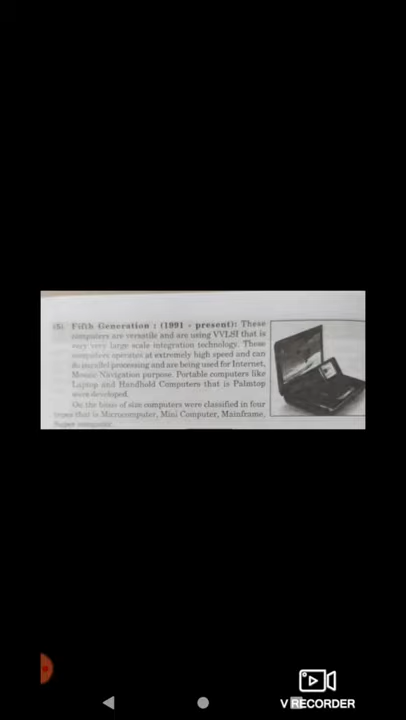 (5) Fifth Generation : (1991 - present): These
computers are versatile and are using VVLSI that is
very very large scale integration technology. These
computers operates at extremely high speed and can
do parallel processing and are being used for Internet,
Mouse-Navigation purpose. Portable computers like
Laptop and Handheld Computers that is Palmtop
were developed.
On the basis of size computers were classified in four
types that is Microcomputer, Mini Computer, Mainframe,
Super computer.
V RECORDER